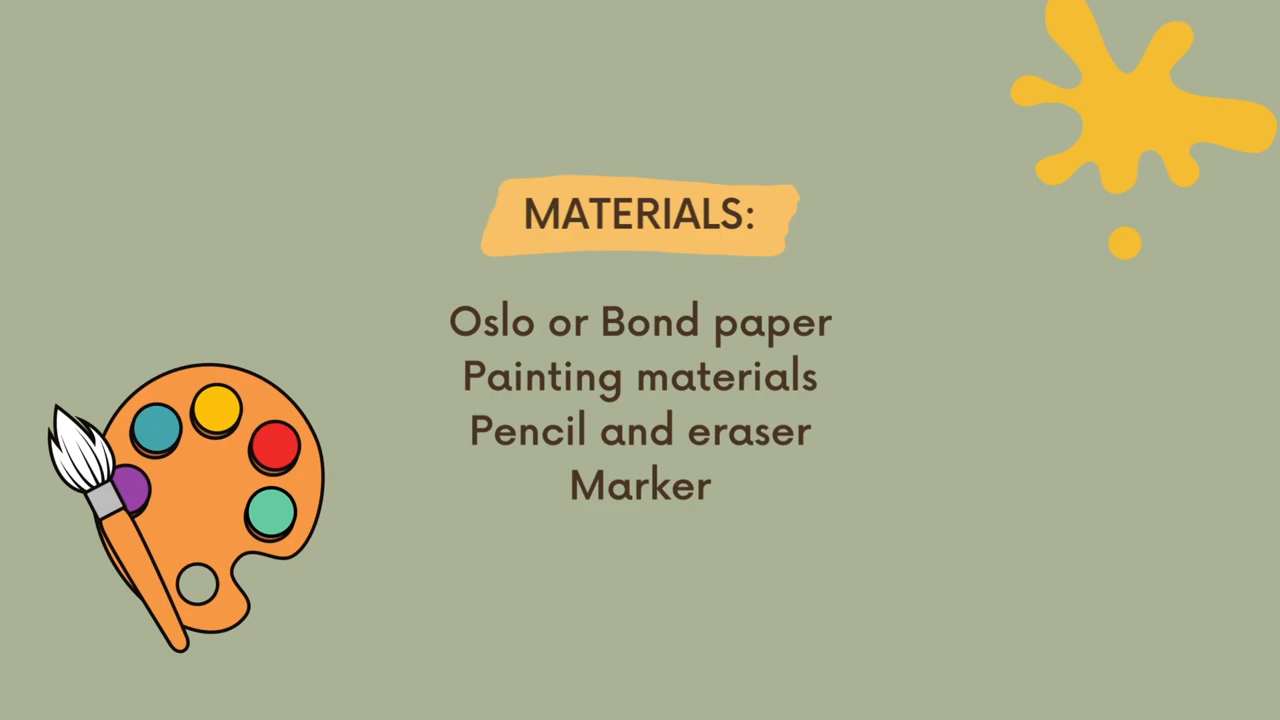 MATERIALS:
Oslo or Bond paper
Painting materials
Pencil and eraser
Marker